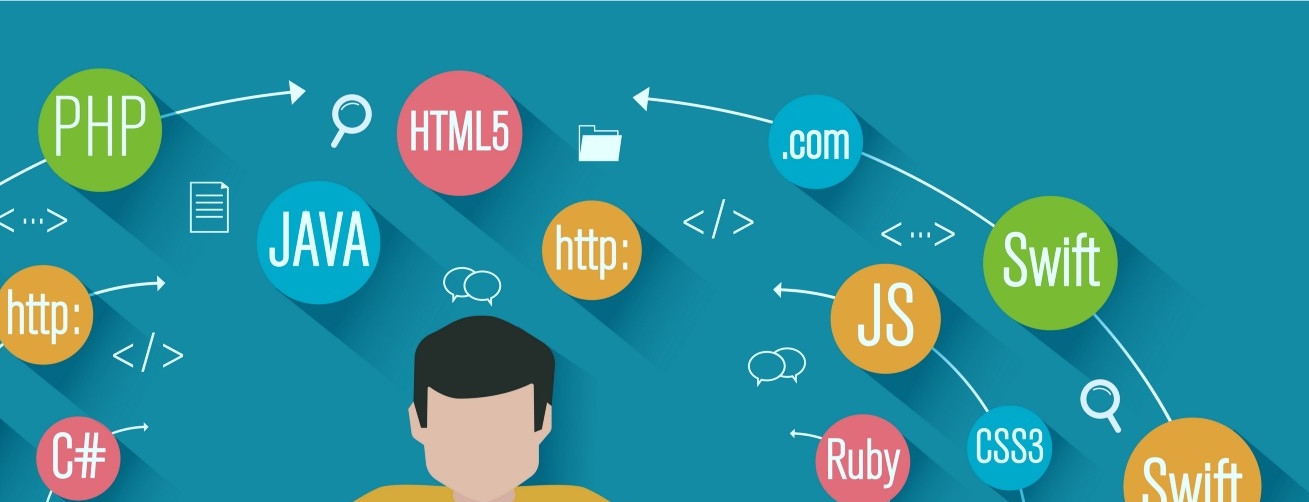 PHP
HTML5
.com
<...>
JAVA
http:
</>
<...>
Swift
http:
</>
JS
C#
Ruby
CSS3
Swift